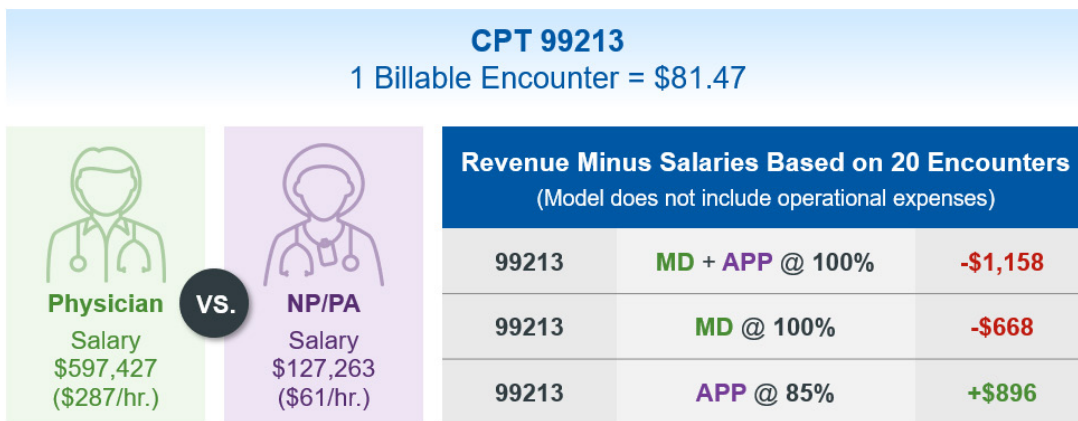 CPT 99213
1 Billable Encounter = $81.47
Physician
Salary
$597,427
($287/hr.)
VS.
NP/PA
Salary
$127,263
($61/hr.)
Revenue Minus Salaries Based on 20 Encounters
(Model does not include operational expenses)
99213 MD + APP @ 100% -$1,158
99213 MD @ 100% -$668
99213 APP @ 85% +$896